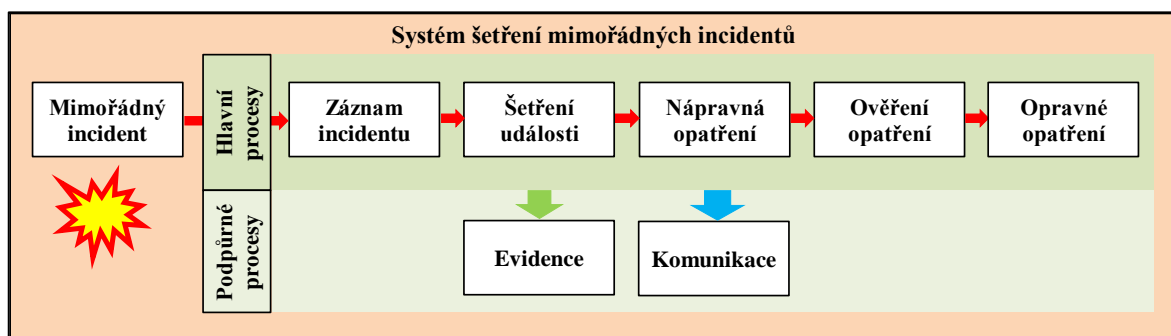 Systém šetření mimořádných incidentů
Mimořádný
incident
Hlavní
procesy
Záznam
incidentu
Šetření
události
Nápravná
opatření
Ověření
opatření
Opravné
opatření
Podpůrné
procesy
Evidence
Komunikace